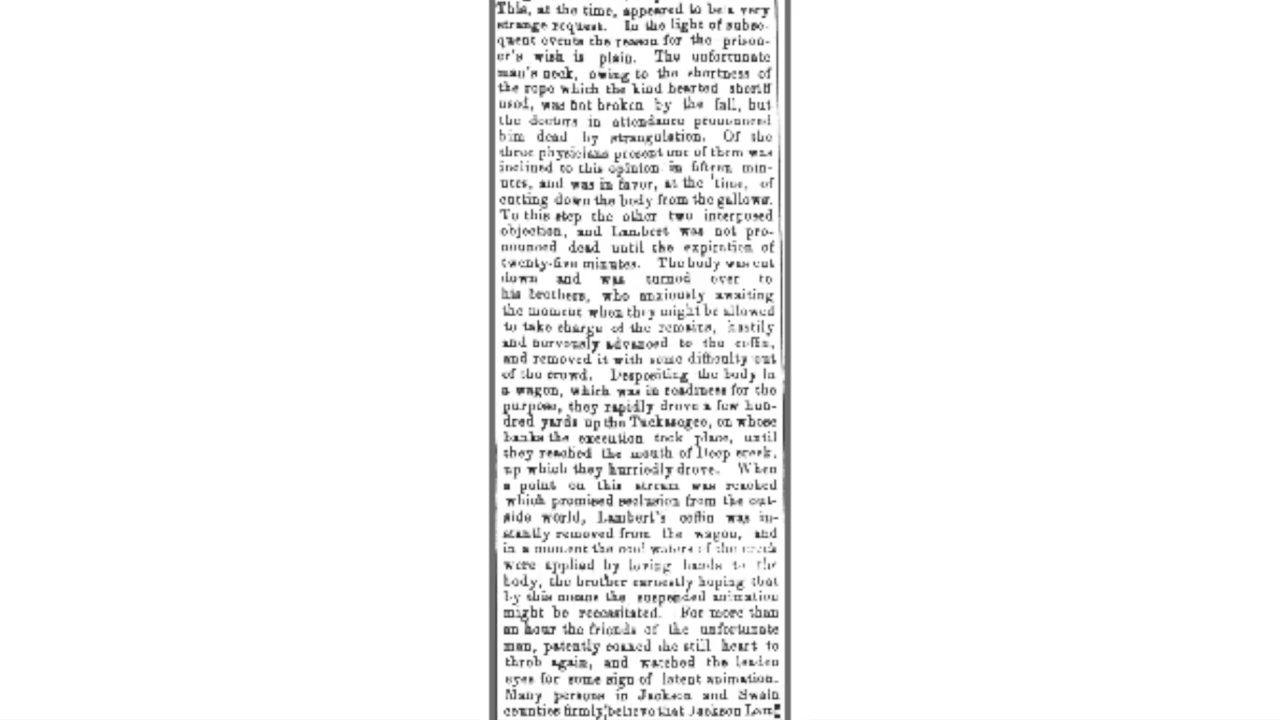 This, at the time, appeared to be a very
strange request. In the light of subse-
quent events the reason for the prison-
er's wish is plain. The unfortunate
man's neck, owing to the shortness of
the rope which the kind hearted sheriff
used, was not broken by the fall, but
the doctors in attendance pronounced
him dead by strangulation. Of the
three physicians present one of them was
inclined to this opinion in fifteen min-
utes, and was in favor, at the time, of
cutting down the body from the gallows.
To this step the other two interposed
objection, and Lambert was not pro-
nounced dead until the expiration of
twenty-five minutes. The body was cut
down and was turned over to
his brothers, who anxiously awaiting
the moment when they might be allowed
to take charge of the remains, hastily
and nervously advanced to the coffin,
and removed it with some difficulty out
of the crowd. Despositing the body in
a wagon, which was in readiness for the
purpose, they rapidly drove a few hun-
dred yards up the Tuckasegee, on whose
banks the execution took place, until
they reached the mouth of Deep creek,
up which they hurriedly drove. When
a point on this stream was reached
which promised seclusion from the out-
side world, Lambert's coffin was in-
stantly removed from the wagon, and
in a moment the cool waters of the creek
were applied by loving hands to the
body, the brother earnestly hoping that
by this means the suspended animation
might be reecsitated. For more than
an hour the friends of the unfortunate
man, patently coaxed the still heart to
throb again, and watched the leaden
eyes for some sign of latent animation.
Many persons in Jackson and Swain
counties firmly believe that Jackson Lam